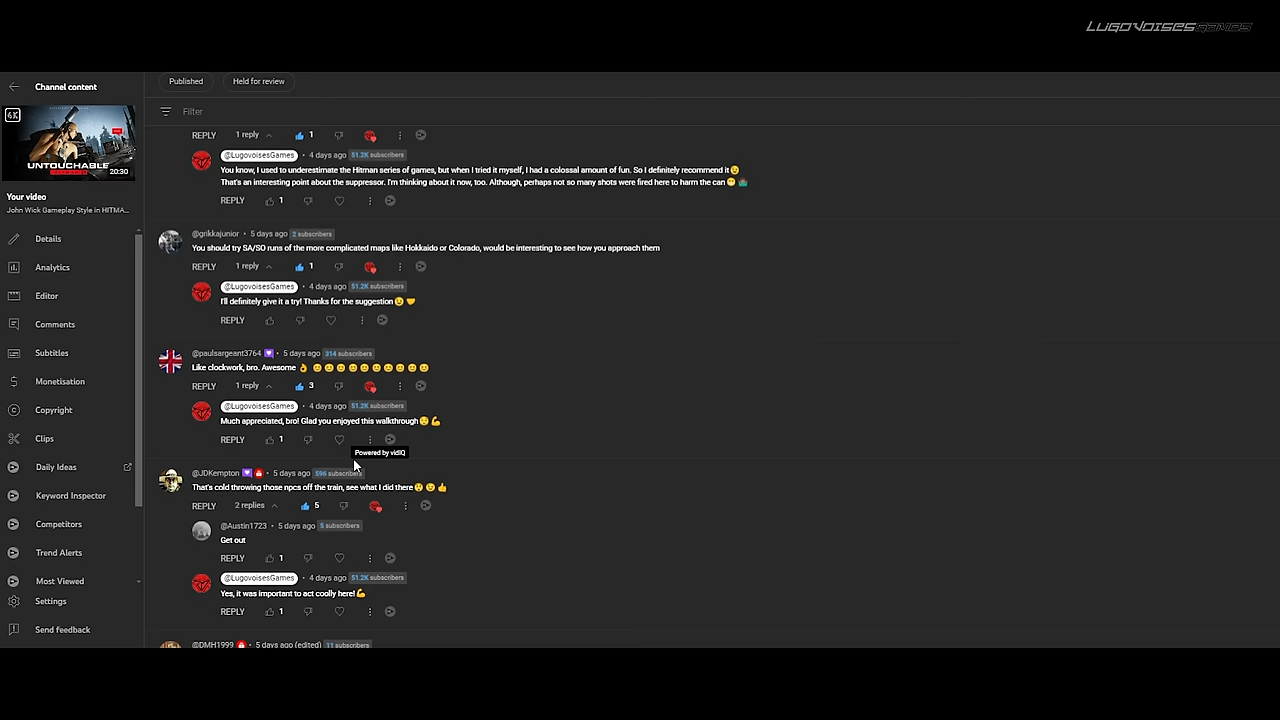 LUGOVOISESGAMES
Channel content
Published
Held for review
Filter
6K
UNTOUCHABLE
20:30
Your video
John Wick Gameplay Style in HITMA...
Details
Analytics
Editor
Comments
Subtitles
Monetisation
Copyright
Clips
Daily Ideas
Keyword Inspector
Competitors
Trend Alerts
Most Viewed
Settings
Send feedback
REPLY 1 reply 1
@LugovoisesGames • 4 days ago 51.2K subscribers
You know, I used to underestimate the Hitman series of games, but when I tried it myself, I had a colossal amount of fun. So I definitely recommend it😉
That's an interesting point about the suppressor. I'm thinking about it now, too. Although, perhaps not so many shots were fired here to harm the can
REPLY 1
@grikkajunior • 5 days ago 2 subscribers
You should try SA/SO runs of the more complicated maps like Hokkaido or Colorado, would be interesting to see how you approach them
REPLY 1 reply 1
@LugovoisesGames • 4 days ago 51.2K subscribers
I'll definitely give it a try! Thanks for the suggestion😉 🤝
REPLY
@paulsargeant3764 • 5 days ago 314 subscribers
Like clockwork, bro. Awesome 👌
REPLY 1 reply 3
@LugovoisesGames • 4 days ago 51.2K subscribers
Much appreciated, bro! Glad you enjoyed this walkthrough😉 💪
REPLY 1
Powered by vidIQ
@JDKempton • 5 days ago 596 subscribers
That's cold throwing those npcs off the train, see what I did there
REPLY 2 replies 5
@Austin1723 • 5 days ago 5 subscribers
Get out
REPLY 1
@LugovoisesGames • 4 days ago 51.2K subscribers
Yes, it was important to act coolly here!💪
REPLY 1
@DMH1999 • 5 days ago (edited) 11 subscribers